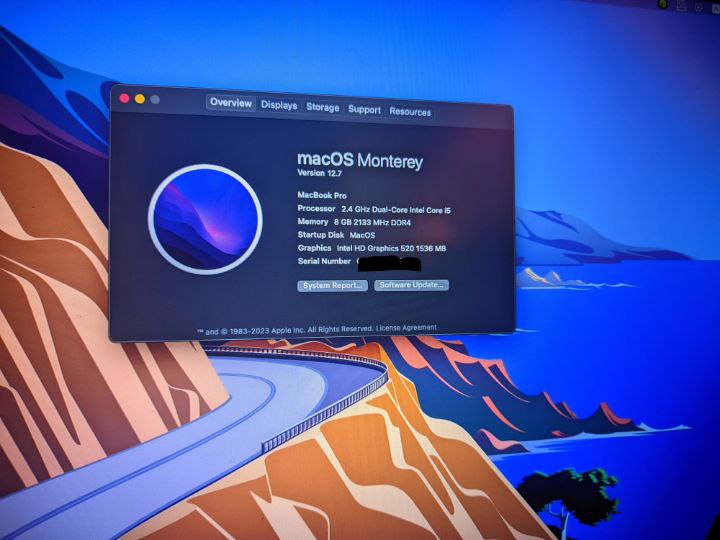 Overview Displays Storage Support Resources
macOS Monterey
Version 12.7
MacBook Pro
Processor 2.4 GHz Dual-Core Intel Core i5
Memory 8 GB 2133 MHz DDR4
Startup Disk MacOS
Graphics Intel HD Graphics 520 1536 MB
Serial Number
System Report... Software Update...
™ and © 1983-2023 Apple Inc. All Rights Reserved. License Agreement